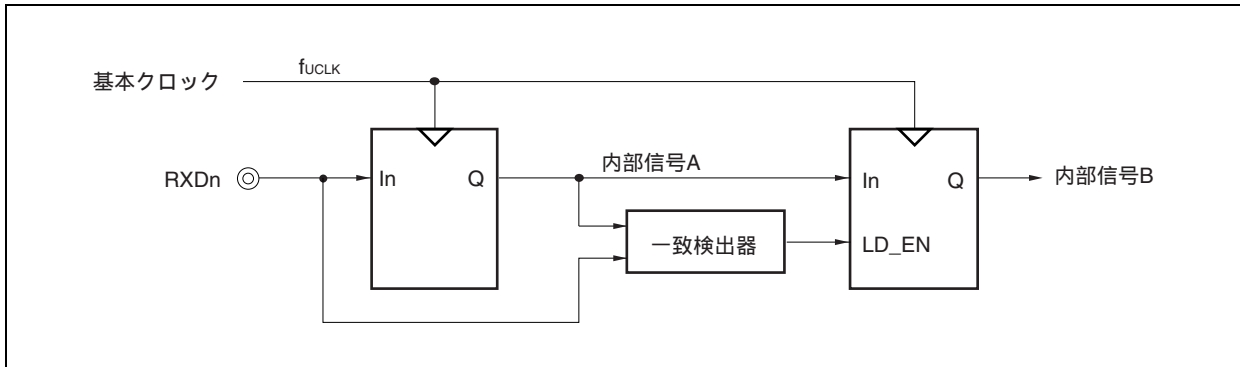 基本クロック
fUCLK
RXDn
In
Q
内部信号A
一致検出器
In
Q
LD_EN
内部信号B